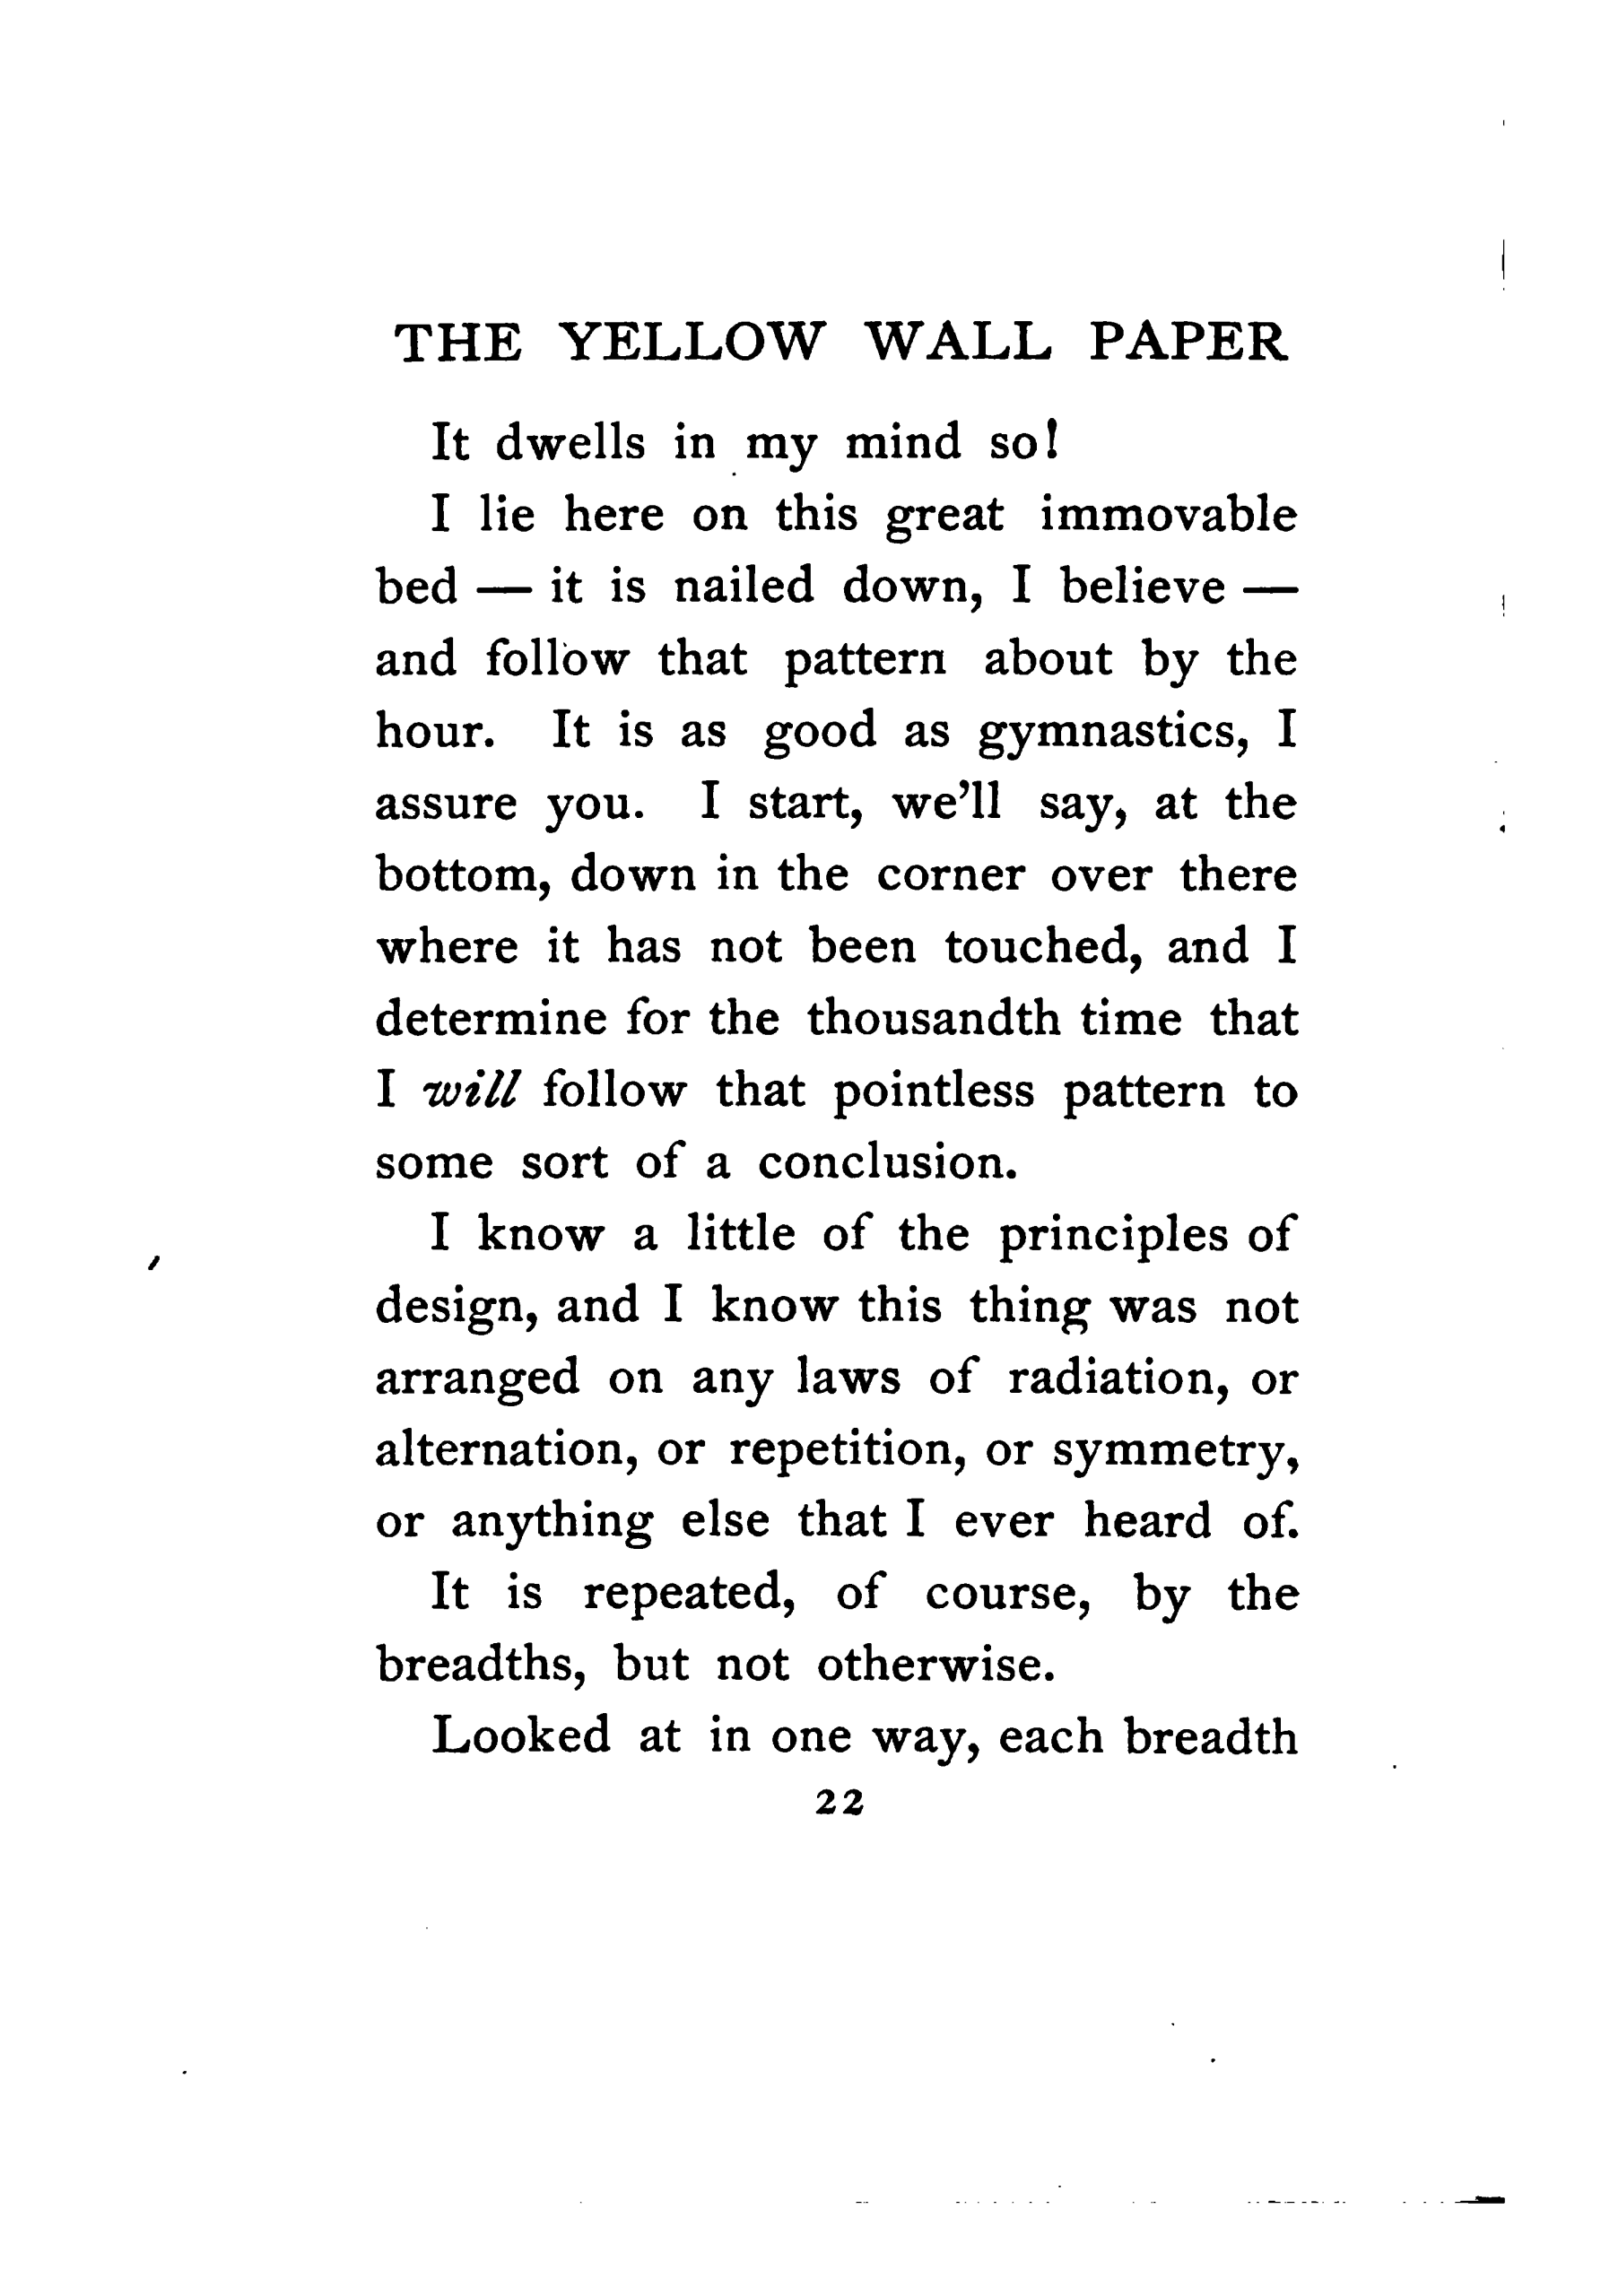 THE YELLOW WALL PAPER
It dwells in my mind so!
I lie here on this great immovable
bed — it is nailed down, I believe —
and follow that pattern about by the
hour. It is as good as gymnastics, I
assure you. I start, we'll say, at the
bottom, down in the corner over there
where it has not been touched, and I
determine for the thousandth time that
I will follow that pointless pattern to
some sort of a conclusion.
I know a little of the principles of
design, and I know this thing was not
arranged on any laws of radiation, or
alternation, or repetition, or symmetry,
or anything else that I ever heard of.
It is repeated, of course, by the
breadths, but not otherwise.
Looked at in one way, each breadth
22